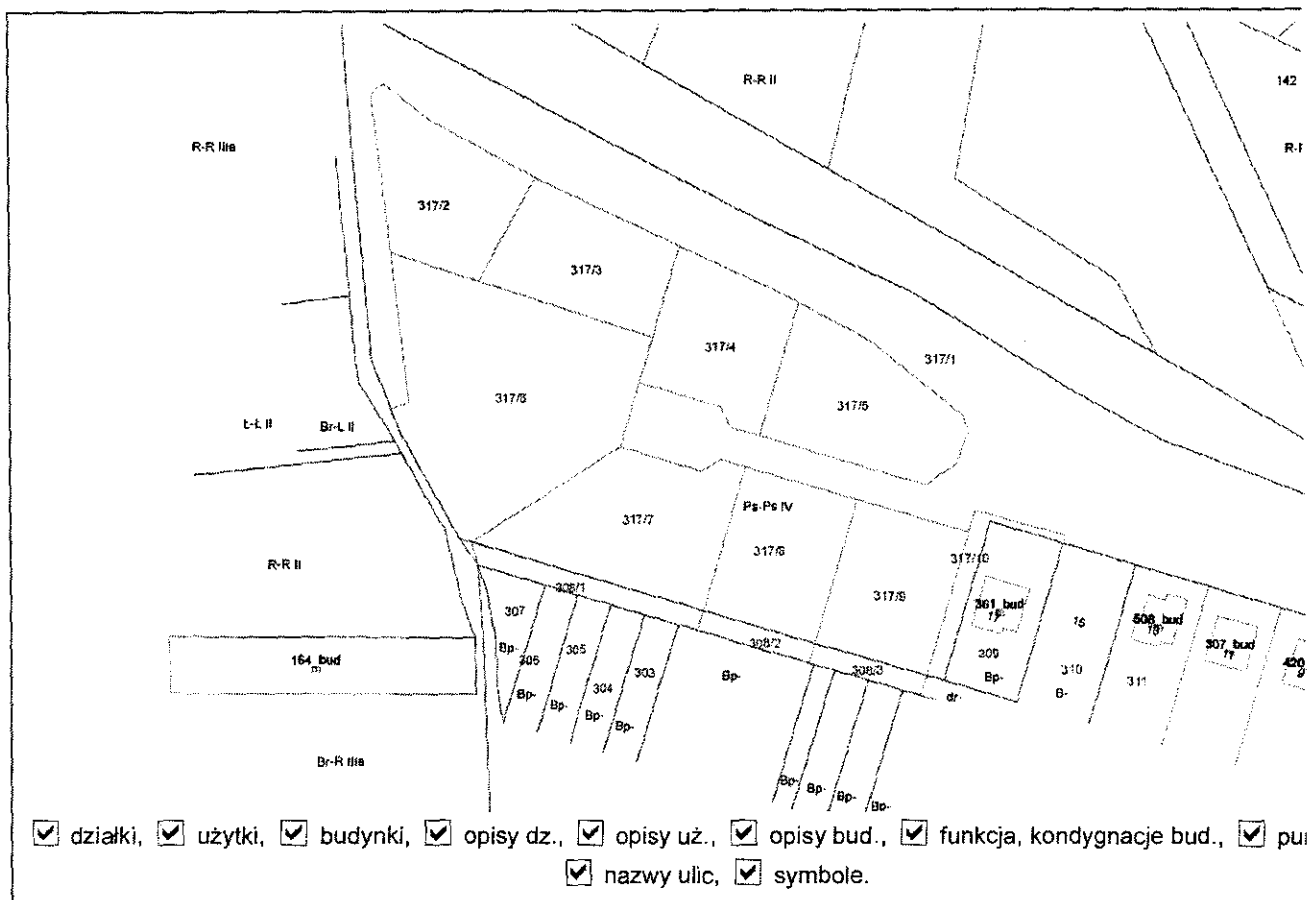 R-R II
142
R-R IIIa
317/2
317/3
317/4
317/1
317/5
317/6
Ł-Ł II
Br-Ł II
Ps-Ps IV
317/7
317/8
317/10
R-R II
308/1
317/9
361_bud
17
307
15
508_bud
307_bud
11
Bp-
306
305
308/2
309
420
9
164_bud
m
304
303
Bp-
308/3
Bp-
310
311
Bp-
Bp-
Bp-
Bp-
dr-
B-
Br-R IIIa
Bp-
Bp-
Bp-
Bp-
działki, użytki, budynki, opisy dz., opisy uż., opisy bud., funkcja, kondygnacje bud.,
nazwy ulic, symbole.